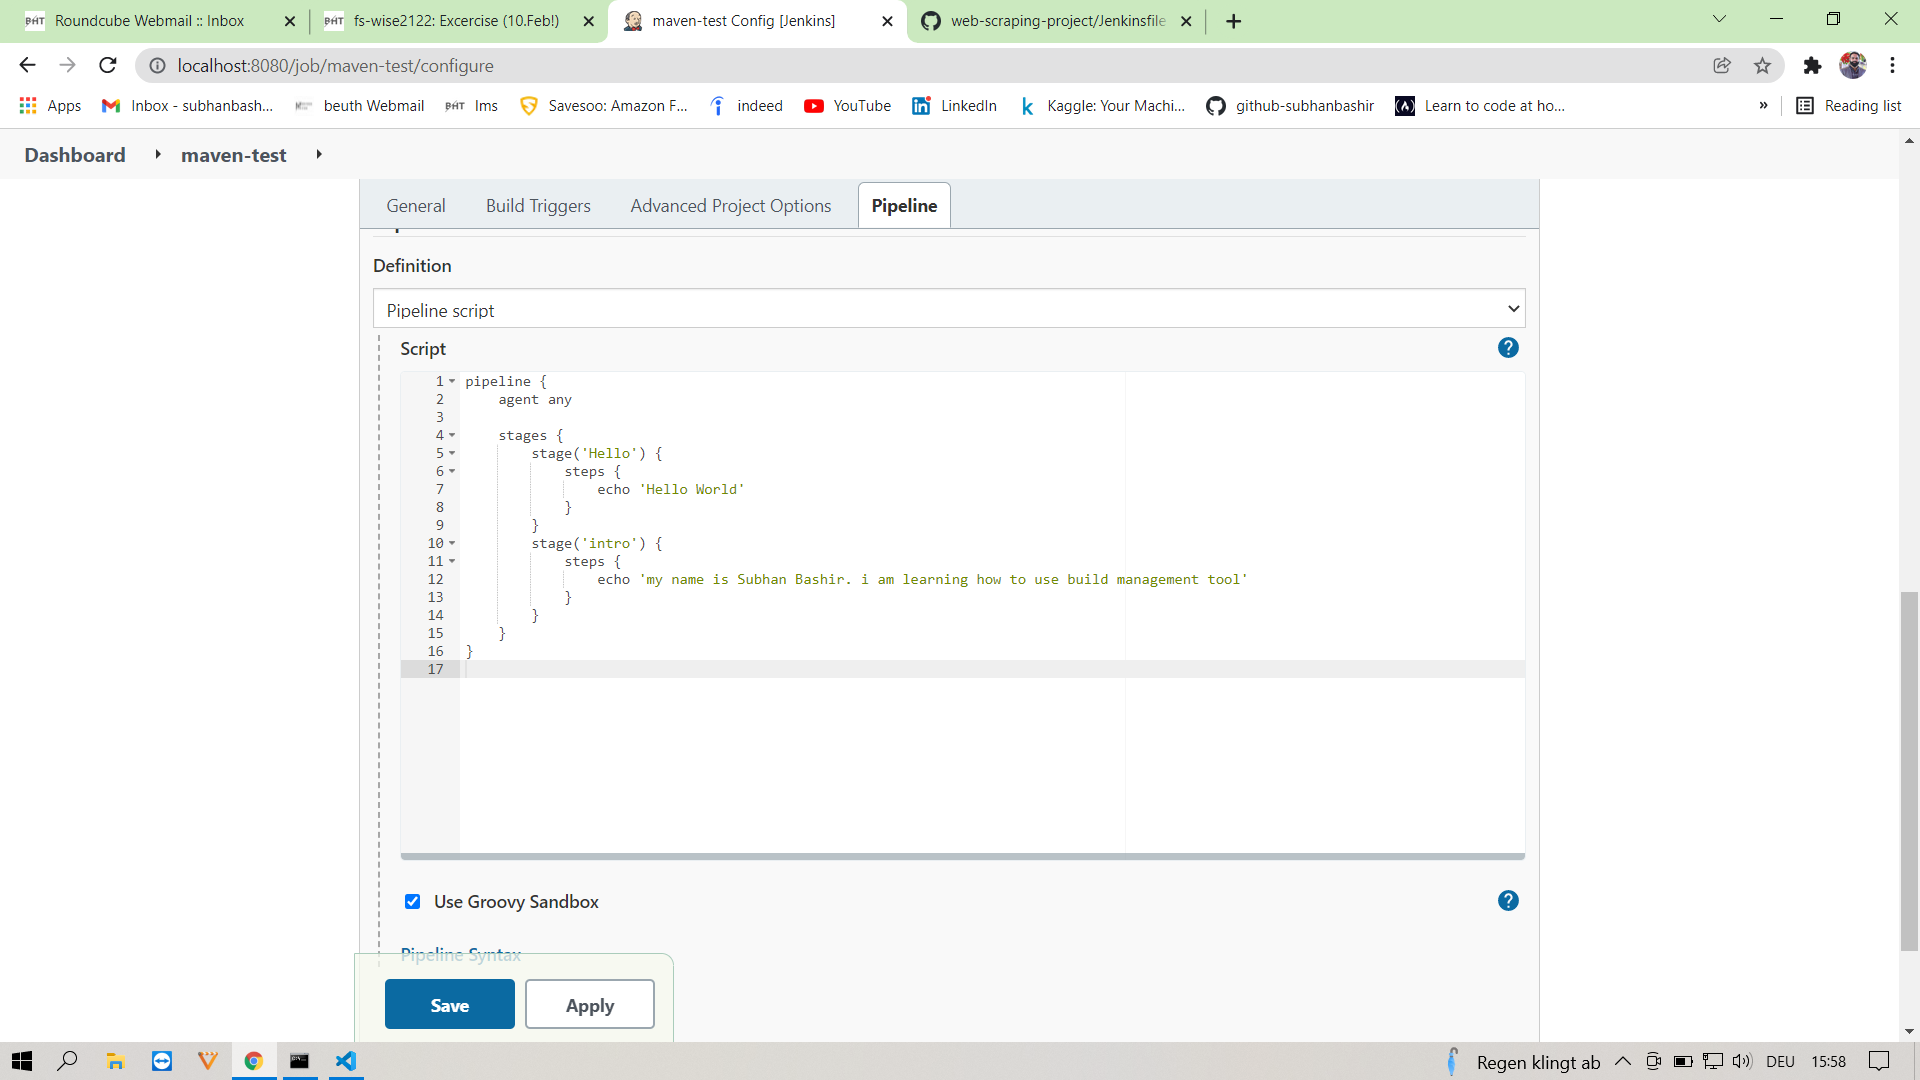 Roundcube Webmail :: Inbox
fs-wise2122: Excercise (10.Feb!)
maven-test Config [Jenkins]
web-scraping-project/Jenkinsfile
localhost:8080/job/maven-test/configure
Apps
Inbox - subhanbash...
beuth Webmail
BHT lms
Savesoo: Amazon F...
indeed
YouTube
LinkedIn
Kaggle: Your Machi...
github-subhanbashir
Learn to code at ho...
»
Reading list
Dashboard
maven-test
General
Build Triggers
Advanced Project Options
Pipeline
Definition
Pipeline script
Script
1 pipeline {
2 agent any
3
4 stages {
5 stage('Hello') {
6 steps {
7 echo 'Hello World'
8 }
9 }
10 stage('intro') {
11 steps {
12 echo 'my name is Subhan Bashir. i am learning how to use build management tool'
13 }
14 }
15 }
16 }
17
Use Groovy Sandbox
Pipeline Syntax
Save
Apply
Regen klingt ab
DEU
15:58